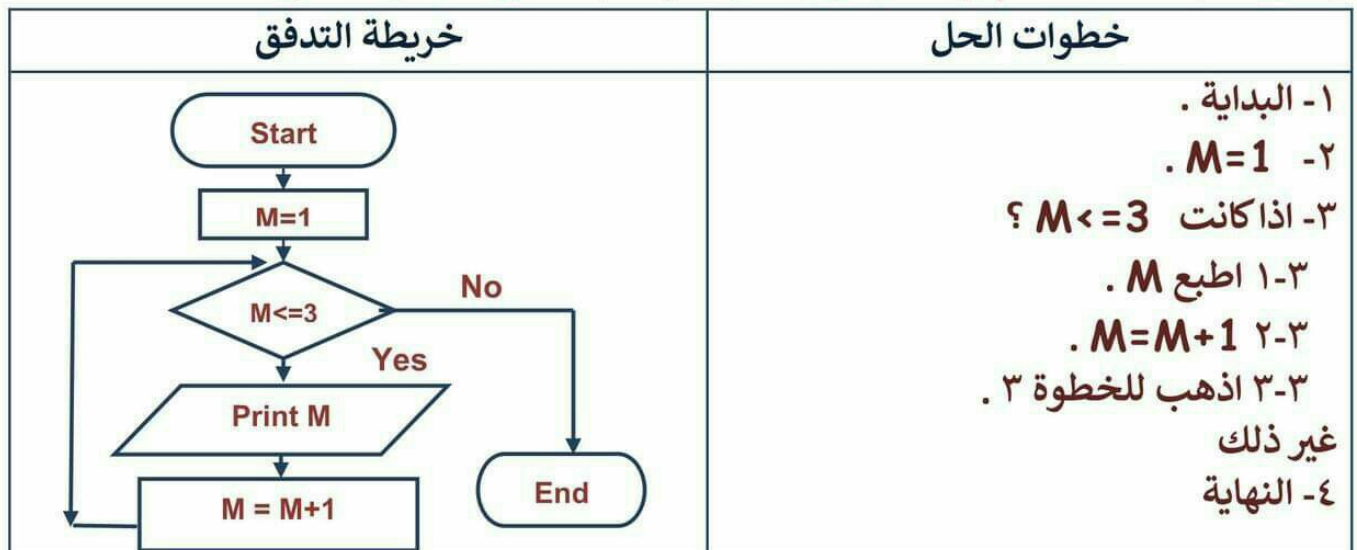 خطوات الحل
خريطة التدفق
١- البداية .
٢- M=1 .
٣- اذا كانت M<=3 ؟
٣-١ اطبع M .
٣-٢ M=M+1 .
٣-٣ اذهب للخطوة ٣ .
غير ذلك
٤- النهاية
Start
M=1
M<=3
No
Yes
Print M
M = M+1
End